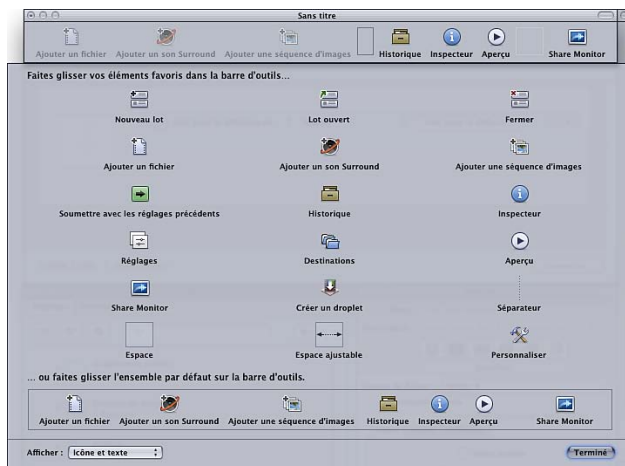 Sans titre
Ajouter un fichier Ajouter un son Surround Ajouter une séquence d'images Historique Inspecteur Aperçu Share Monitor
Faites glisser vos éléments favoris dans la barre d'outils...
Nouveau lot Lot ouvert Fermer
Ajouter un fichier Ajouter un son Surround Ajouter une séquence d'images
Soumettre avec les réglages précédents Historique Inspecteur
Réglages Destinations Aperçu
Share Monitor Créer un droplet Séparateur
Espace Espace ajustable Personnaliser
... ou faites glisser l'ensemble par défaut sur la barre d'outils.
Ajouter un fichier Ajouter un son Surround Ajouter une séquence d'images Historique Inspecteur Aperçu Share Monitor
Afficher : Icône et texte Terminé